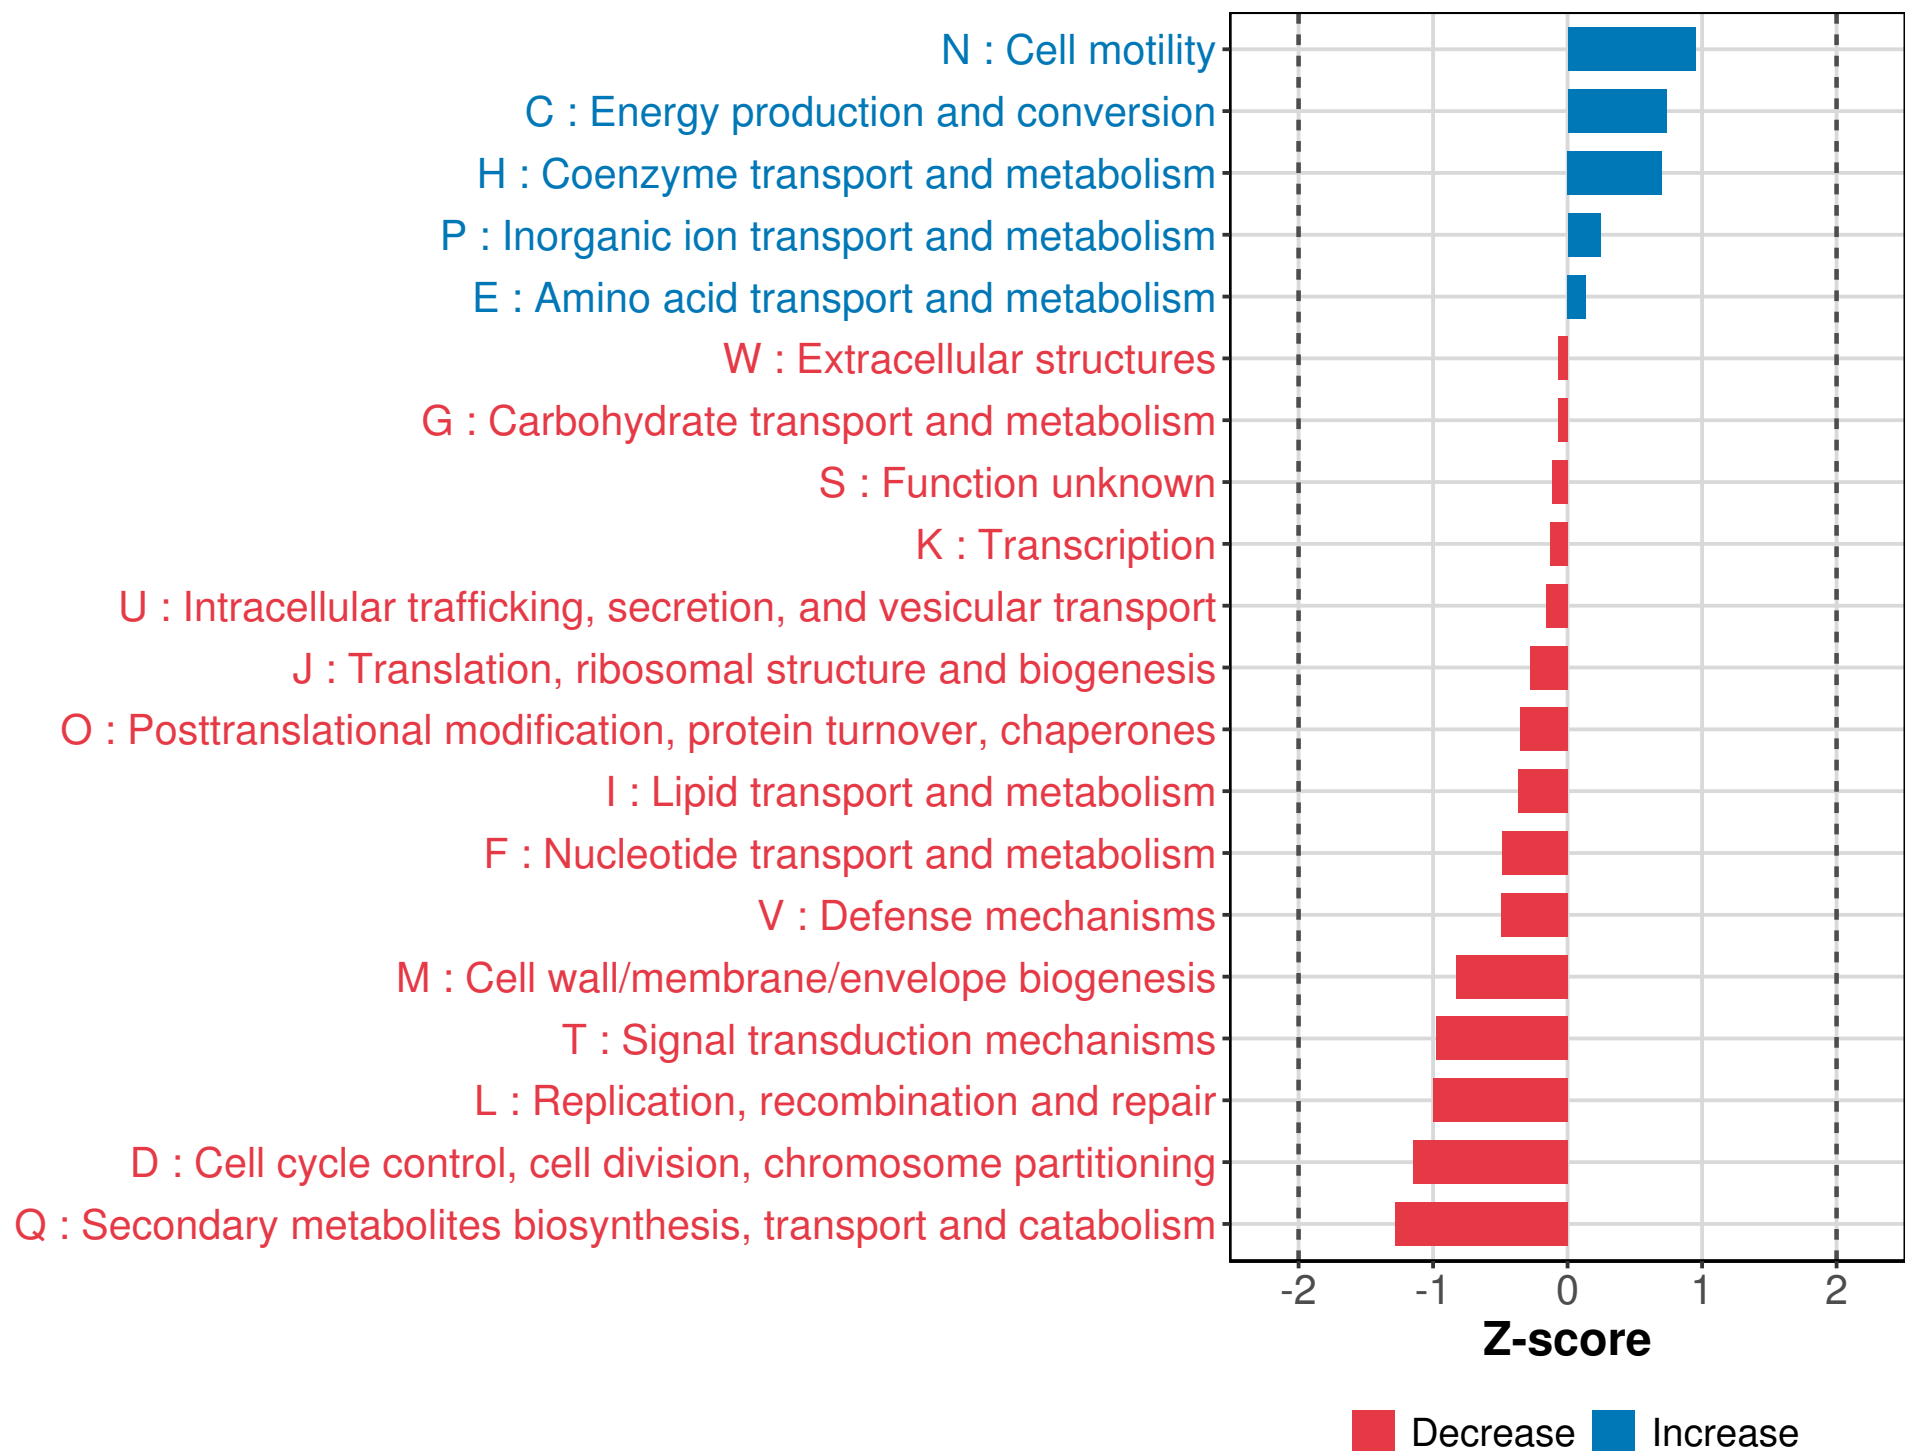 N : Cell motility
C : Energy production and conversion
H : Coenzyme transport and metabolism
P : Inorganic ion transport and metabolism
E : Amino acid transport and metabolism
W : Extracellular structures
G : Carbohydrate transport and metabolism
S : Function unknown
K : Transcription
U : Intracellular trafficking, secretion, and vesicular transport
J : Translation, ribosomal structure and biogenesis
O : Posttranslational modification, protein turnover, chaperones
I : Lipid transport and metabolism
F : Nucleotide transport and metabolism
V : Defense mechanisms
M : Cell wall/membrane/envelope biogenesis
T : Signal transduction mechanisms
L : Replication, recombination and repair
D : Cell cycle control, cell division, chromosome partitioning
Q : Secondary metabolites biosynthesis, transport and catabolism
-2 -1 0 1 2
Z-score
Decrease Increase